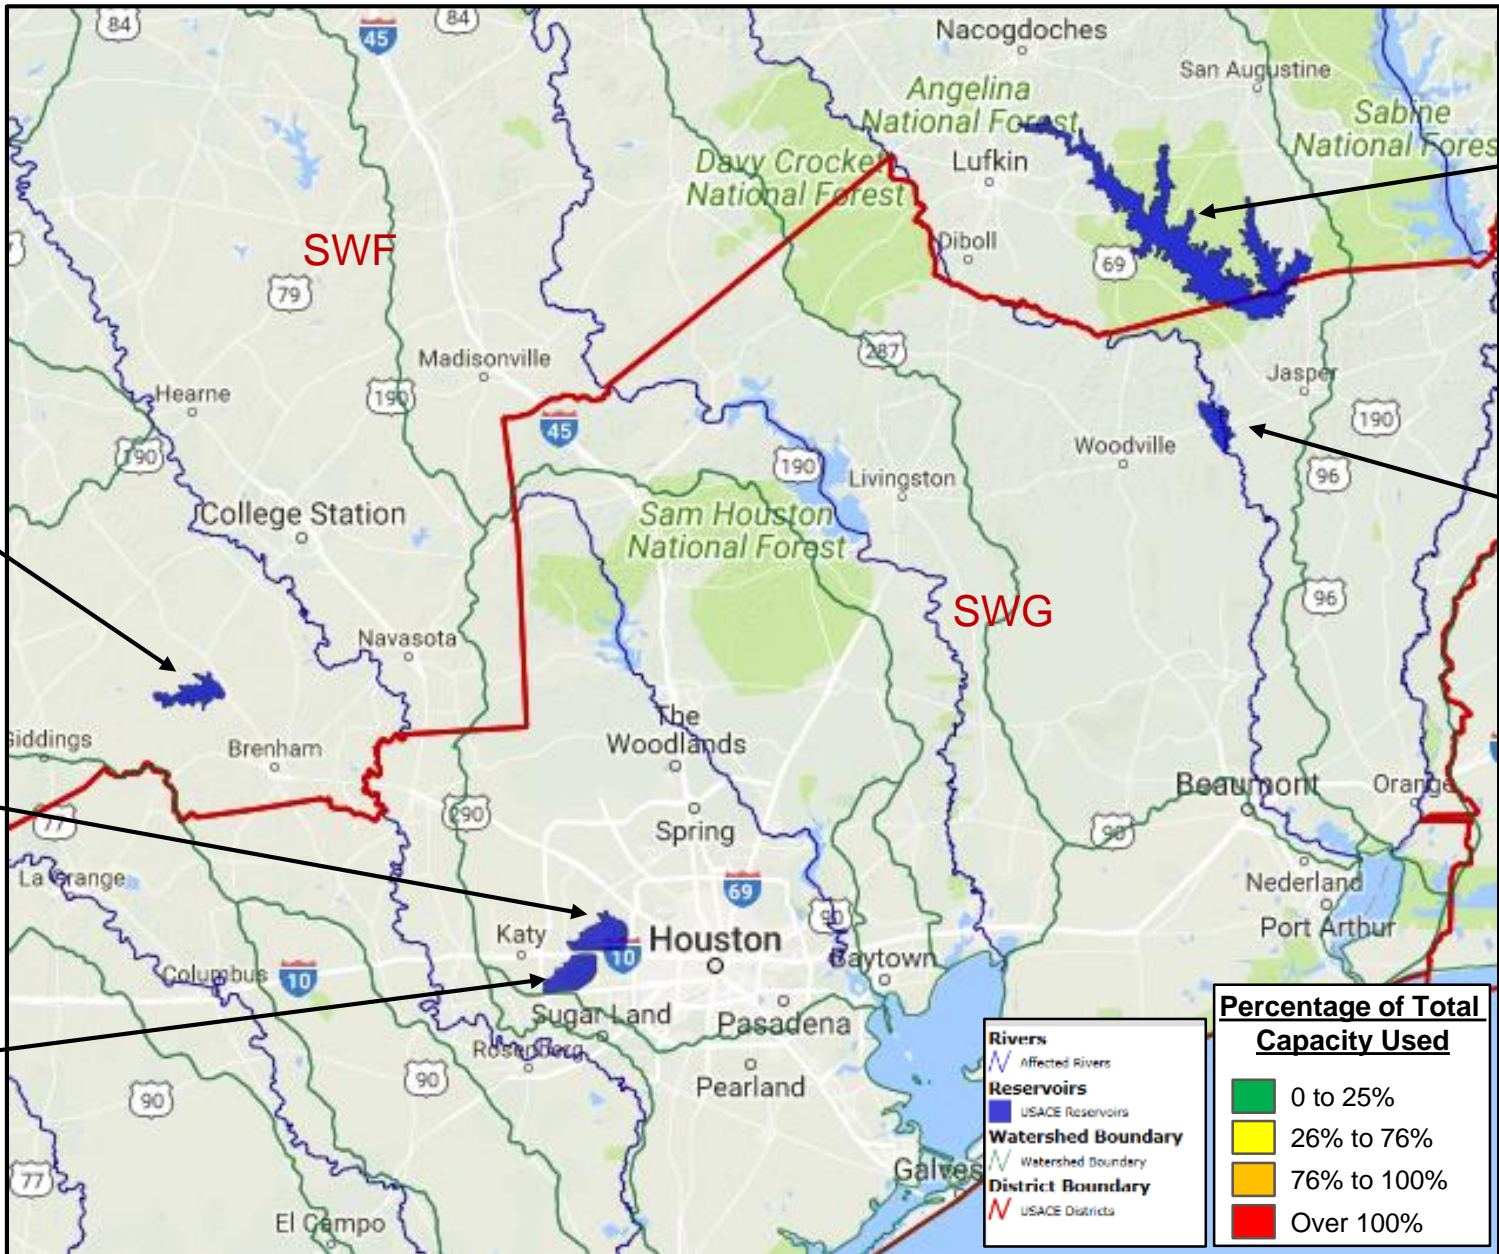 84
45
84
Nacogdoches
San Augustine
Angelina
National Forest
Sabine
National Fores
Davy Crocket
National Forest
Lufkin
SWF
Diboll
69
79
287
Madisonville
Jasper
Hearne
190
45
190
190
Woodville
190
Livingston
96
College Station
Sam Houston
National Forest
SWG
96
Navasota
Giddings
Brenham
The
Woodlands
Beaumont
Orange
77
290
Spring
90
La Grange
69
Nederland
90
Port Arthur
Katy
Houston
Columbus
10
10
Baytown
Sugar Land
Pasadena
Rosenberg
90
90
Pearland
77
Galves
El Campo
Rivers
Affected Rivers
Reservoirs
USACE Reservoirs
Watershed Boundary
Watershed Boundary
District Boundary
USACE Districts
Percentage of Total
Capacity Used
0 to 25%
26% to 76%
76% to 100%
Over 100%